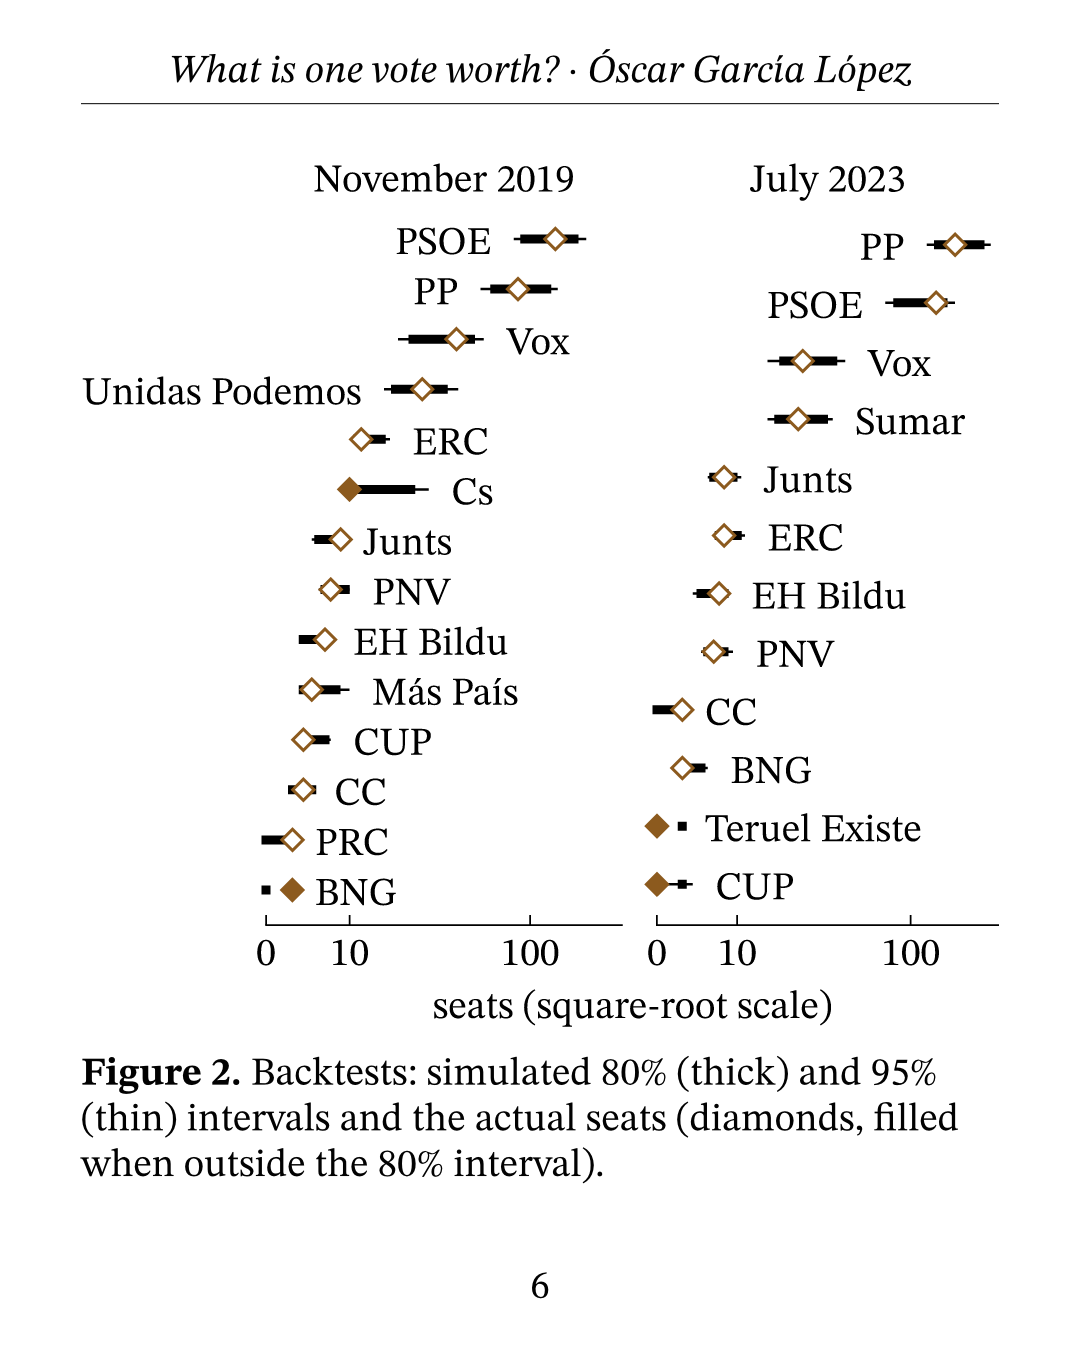 What is one vote worth? · Óscar García López
November 2019
PSOE
PP
Vox
Unidas Podemos
ERC
Cs
Junts
PNV
EH Bildu
Más País
CUP
CC
PRC
BNG
0 10 100
July 2023
PP
PSOE
Vox
Sumar
Junts
ERC
EH Bildu
PNV
CC
BNG
Teruel Existe
CUP
0 10 100
seats (square-root scale)
Figure 2. Backtests: simulated 80% (thick) and 95%
(thin) intervals and the actual seats (diamonds, filled
when outside the 80% interval).
6